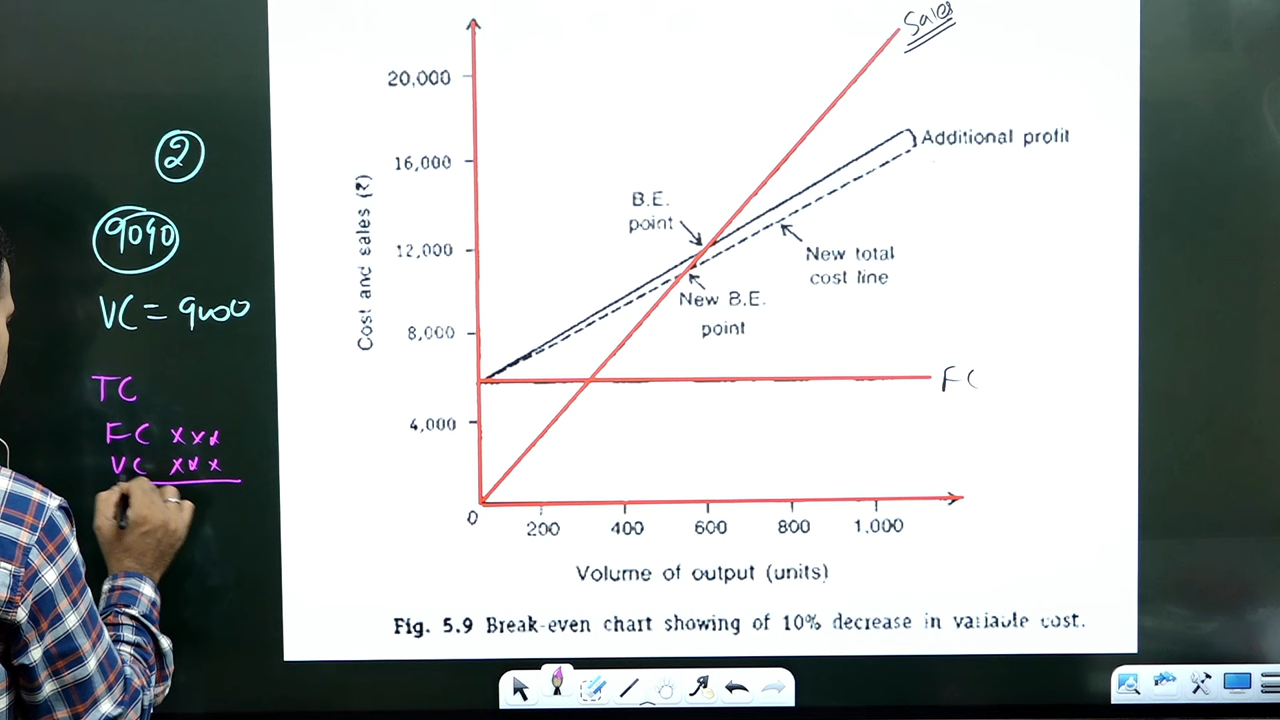 2
9090
VC = 9000
TC
FC xxx
VC xxx
Sales
20,000
16,000
12,000
8,000
4,000
0
200
400
600
800
1,000
Cost and sales (₹)
Additional profit
B.E.
point
New total
cost line
New B.E.
point
FC
Volume of output (units)
Fig. 5.9 Break-even chart showing of 10% decrease in variable cost.